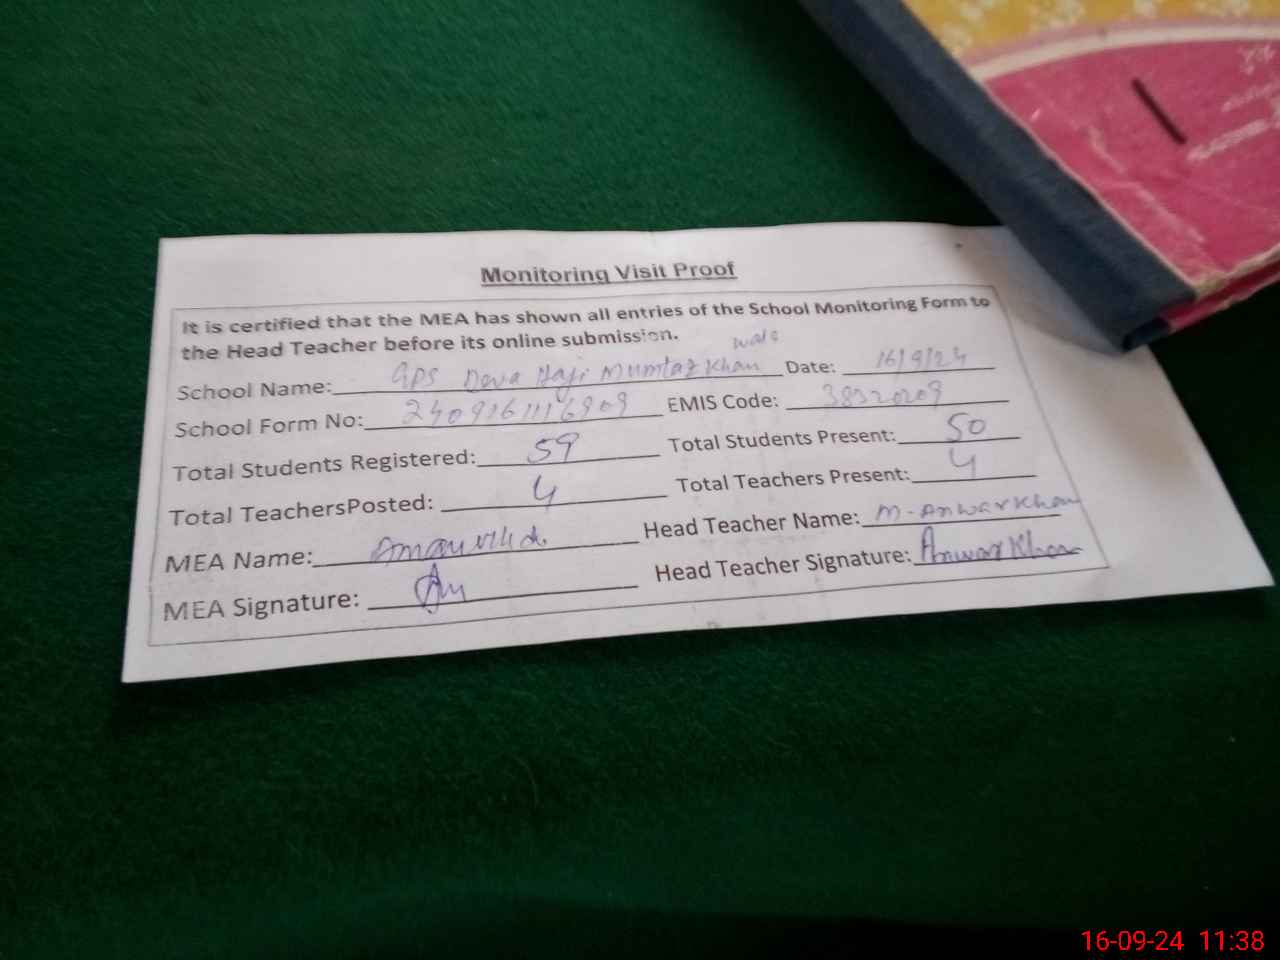 Monitoring Visit Proof
It is certified that the MEA has shown all entries of the School Monitoring Form to
the Head Teacher before its online submission.
School Name: GPS Dera Haji Mumtaz Khan wala Date: 16/9/24
School Form No: 2409161116909 EMIS Code: 38320209
Total Students Registered: 59 Total Students Present: 50
Total TeachersPosted: 4 Total Teachers Present: 4
MEA Name: Head Teacher Name: M. Anwar Khan
MEA Signature: Head Teacher Signature: Anwar Khan
16-09-24 11:38